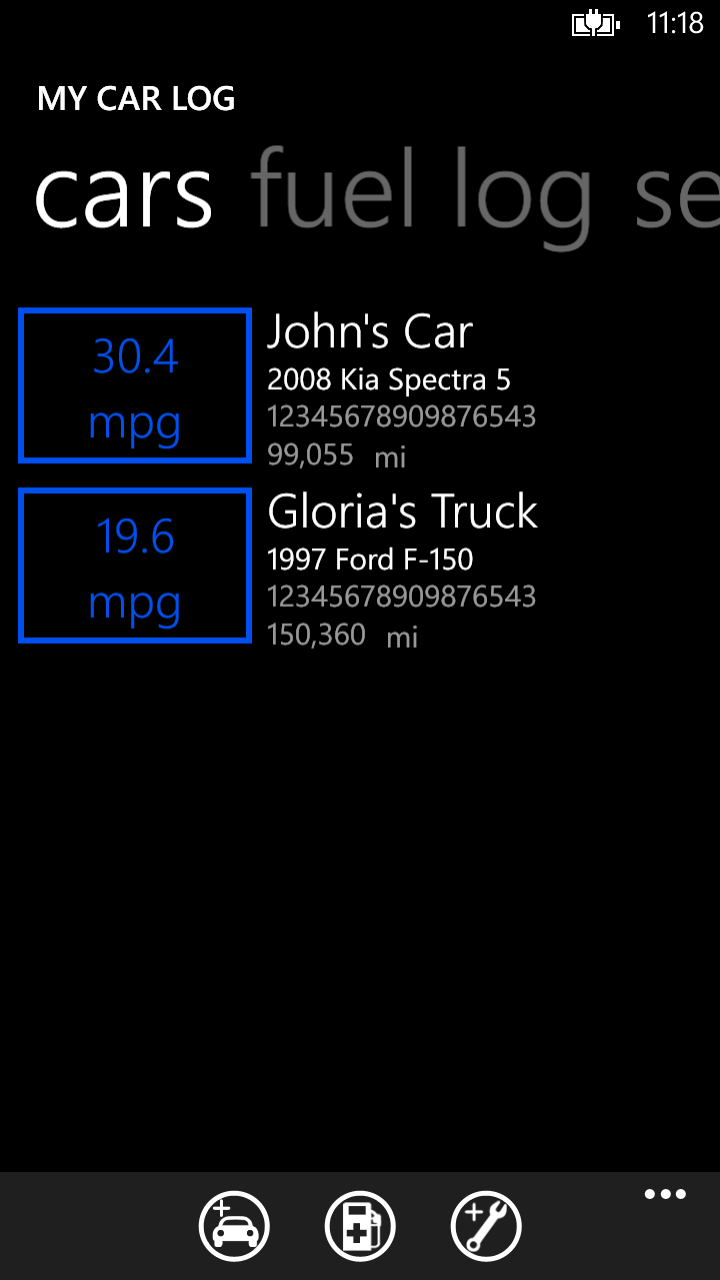 11:18
MY CAR LOG
cars fuel log se
30.4
mpg
John's Car
2008 Kia Spectra 5
12345678909876543
99,055 mi
19.6
mpg
Gloria's Truck
1997 Ford F-150
12345678909876543
150,360 mi